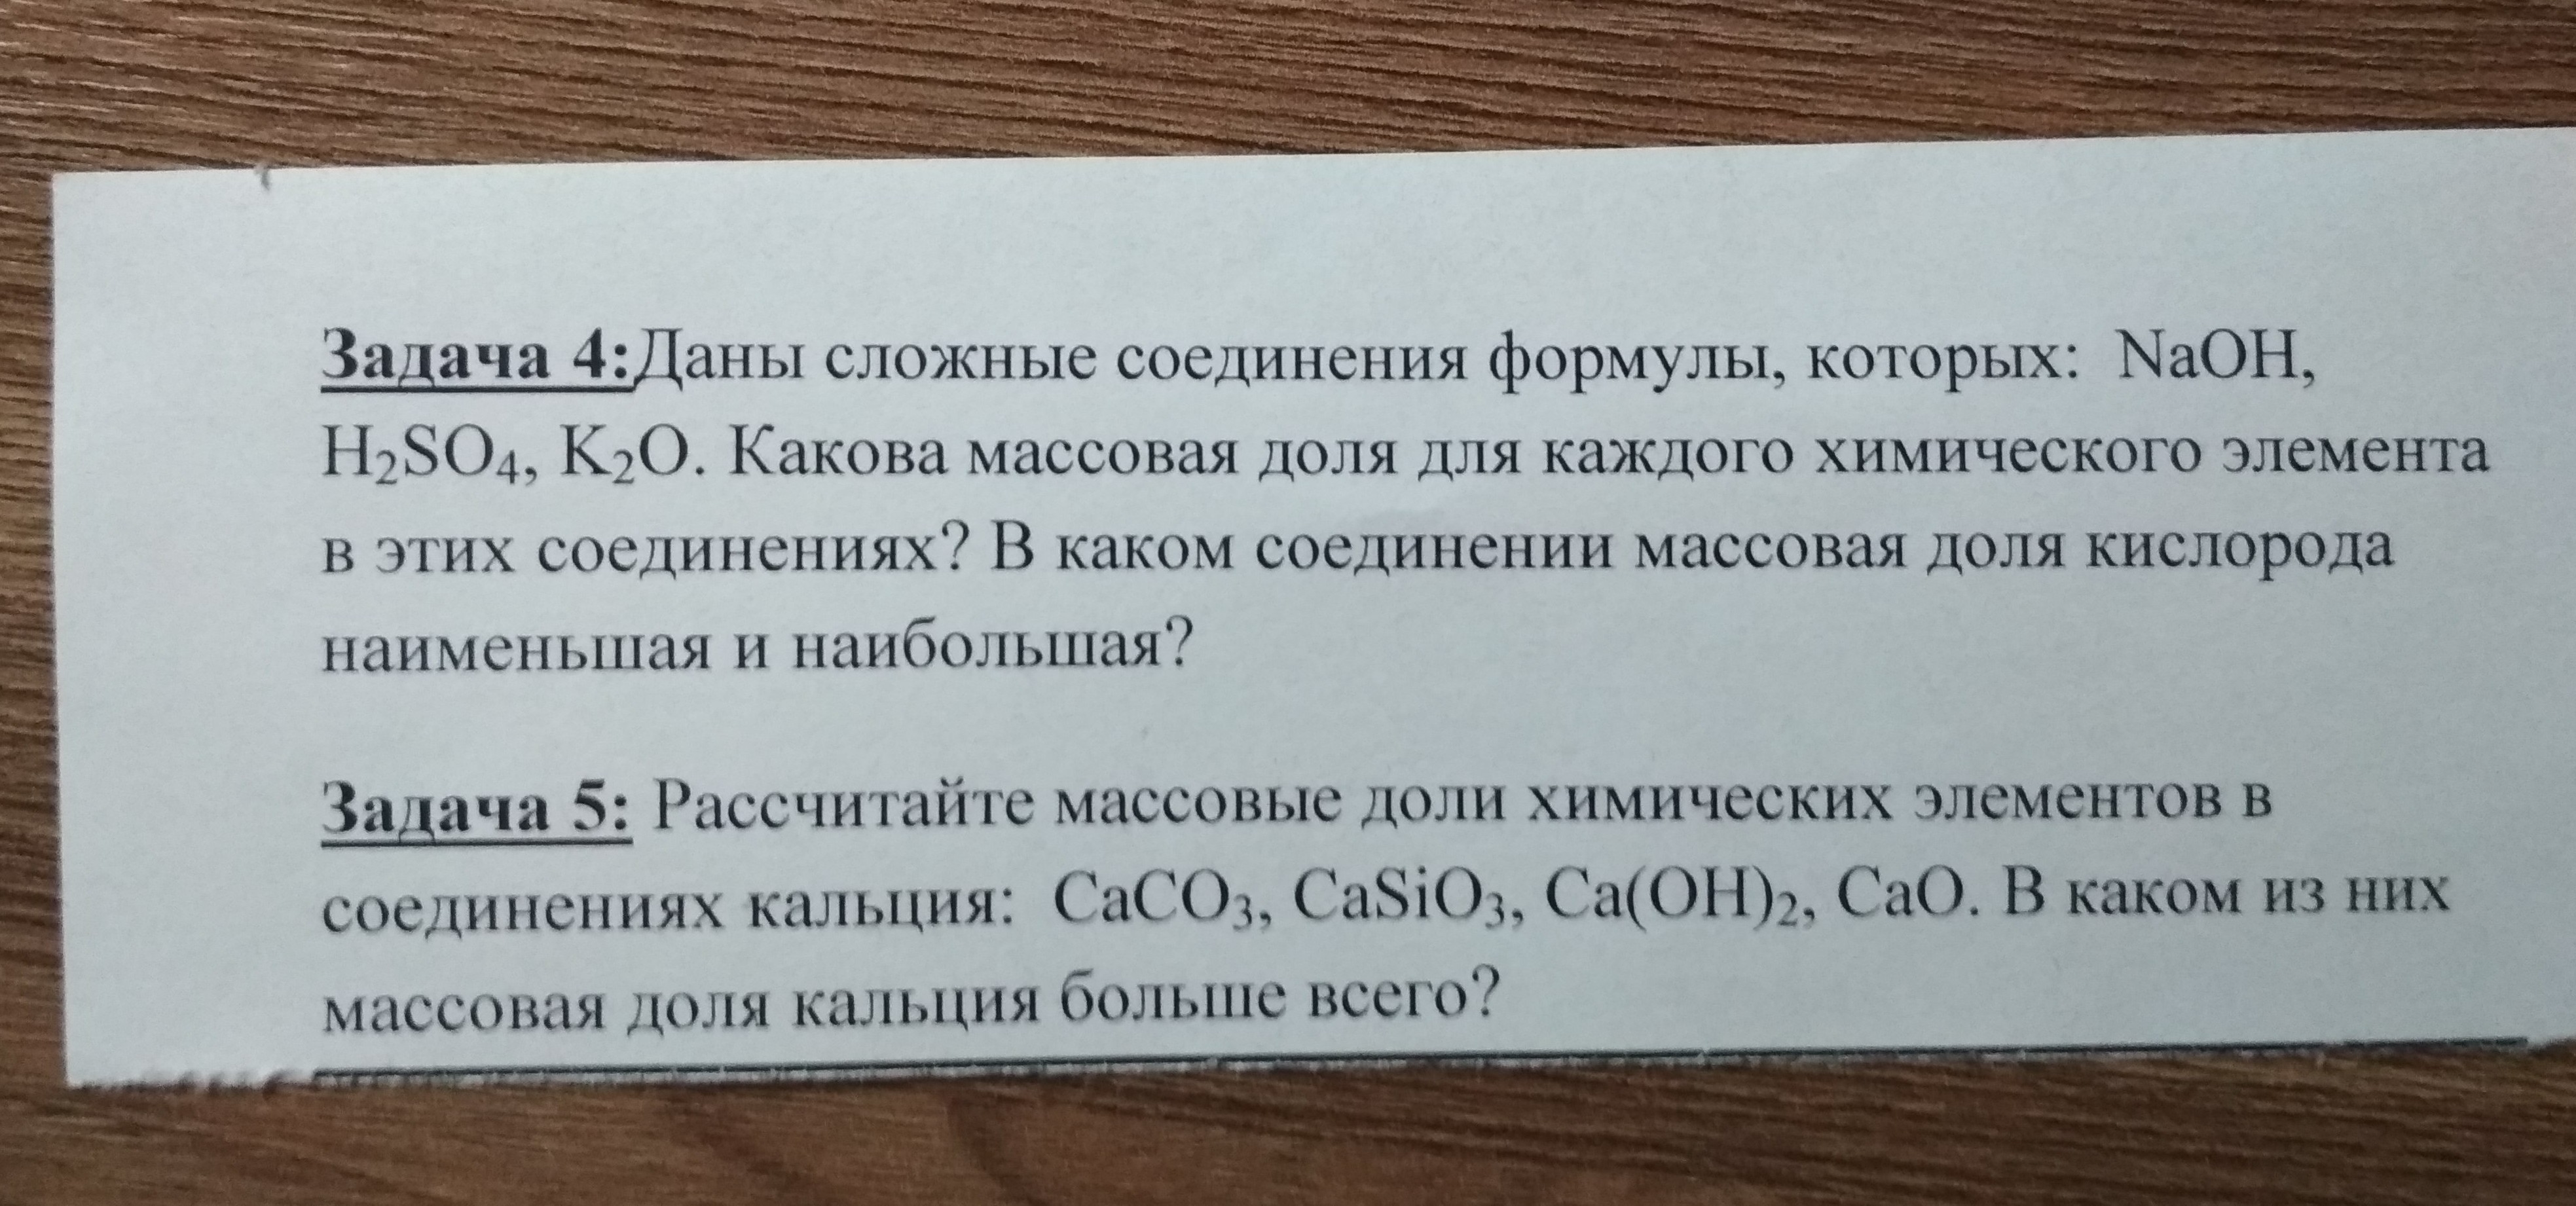 Задача 4:Даны сложные соединения формулы, которых: NaOH,
H₂SO₄, K₂O. Какова массовая доля для каждого химического элемента
в этих соединениях? В каком соединении массовая доля кислорода
наименьшая и наибольшая?
Задача 5: Рассчитайте массовые доли химических элементов в
соединениях кальция: CaCO₃, CaSiO₃, Ca(OH)₂, CaO. В каком из них
массовая доля кальция больше всего?